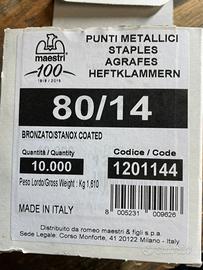 maestri
100
1919/2019
PUNTI METALLICI
STAPLES
AGRAFES
HEFTKLAMMERN
80/14
BRONZATO/STANOX COATED
Quantità / Quantity
10.000
Peso Lordo/Gross Weight : Kg 1,610
Codice / Code
1201144
MADE IN ITALY
8 005231 009626
Distribuito da romeo maestri & figli s.p.a.
Sede Legale: Corso Monforte, 41 20122 Milano - Italy